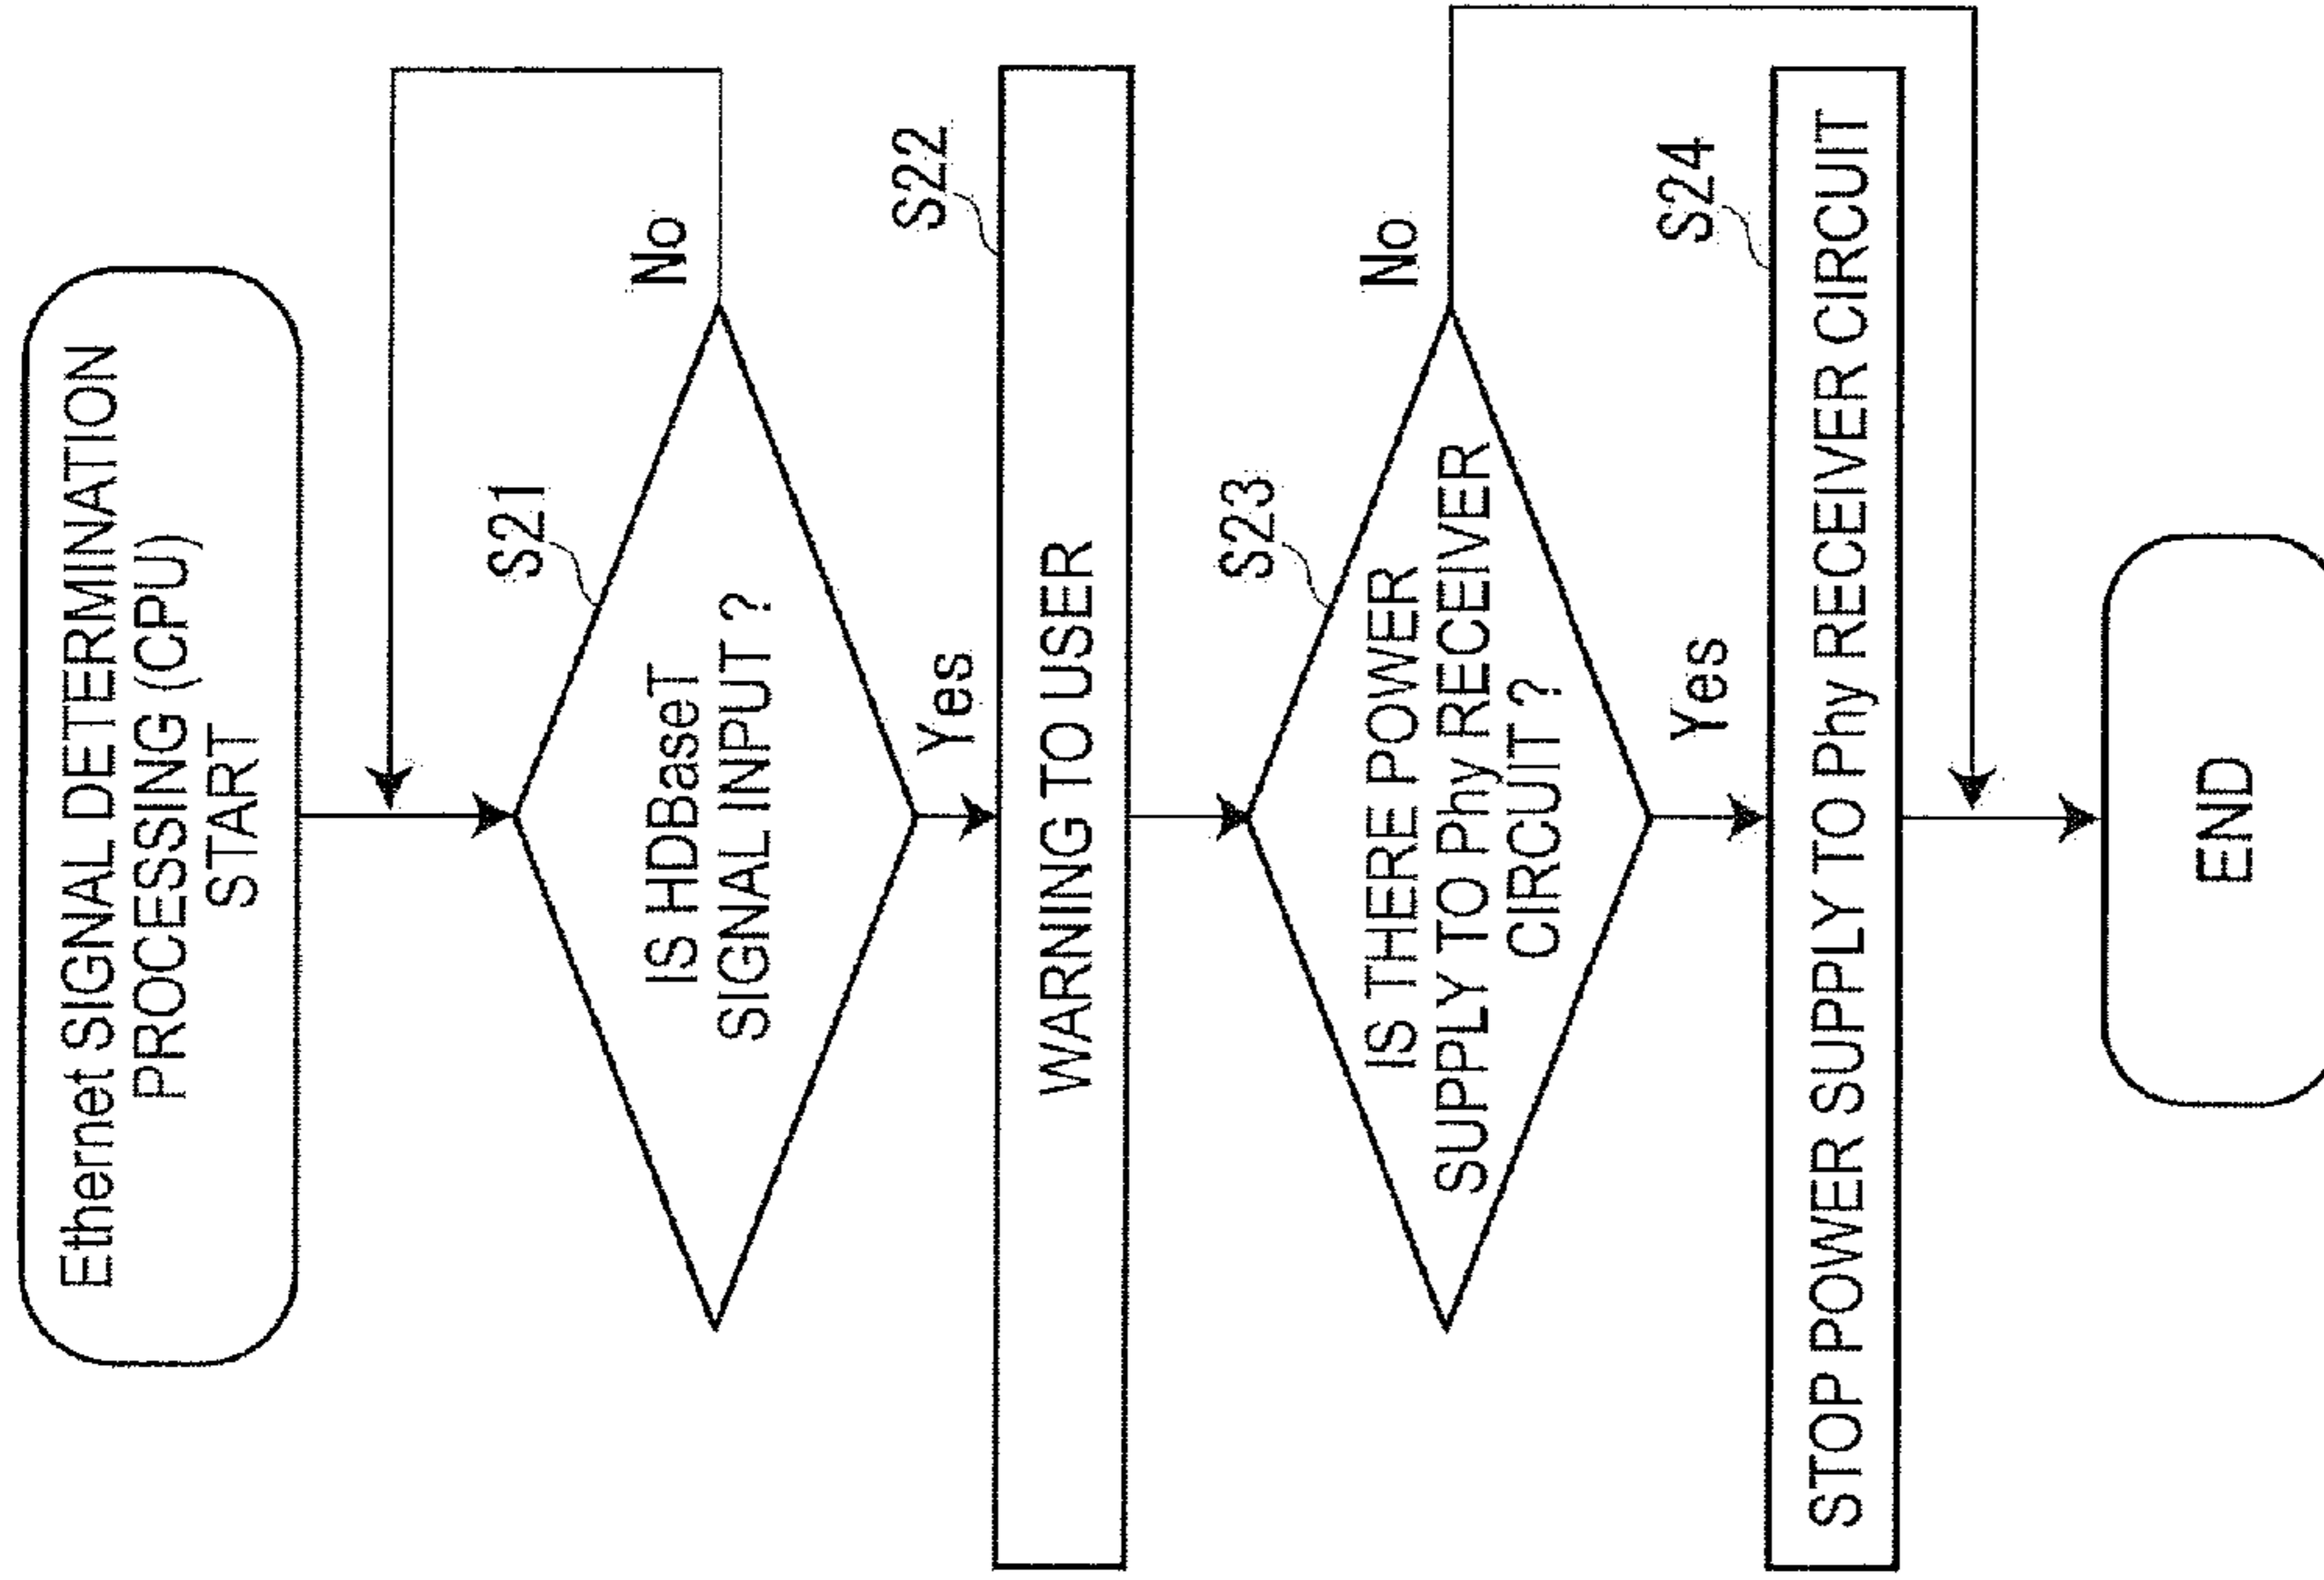 Ethernet SIGNAL DETERMINATION
PROCESSING (CPU)
START
S21
IS HDBaseT
SIGNAL INPUT ?
No
Yes
S22
WARNING TO USER
S23
IS THERE POWER
SUPPLY TO Phy RECEIVER
CIRCUIT ?
No
Yes
S24
STOP POWER SUPPLY TO Phy RECEIVER CIRCUIT
END